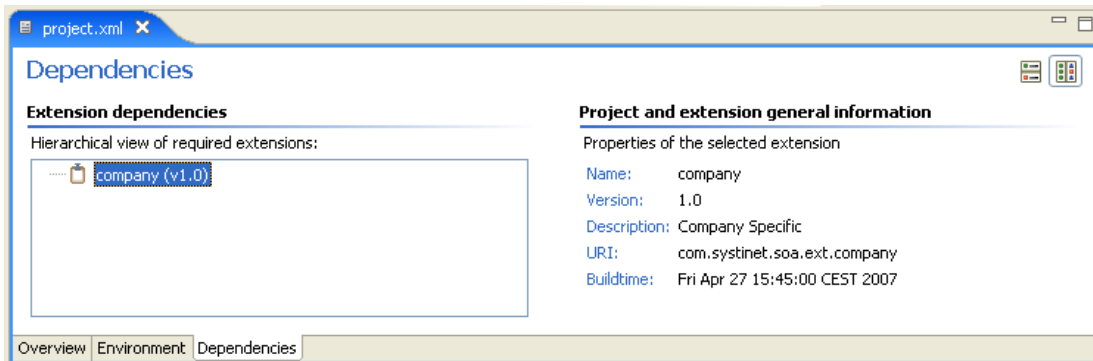 project.xml
Dependencies
Extension dependencies
Hierarchical view of required extensions:
company (v1.0)
Project and extension general information
Properties of the selected extension
Name: company
Version: 1.0
Description: Company Specific
URI: com.systinet.soa.ext.company
Buildtime: Fri Apr 27 15:45:00 CEST 2007
Overview Environment Dependencies